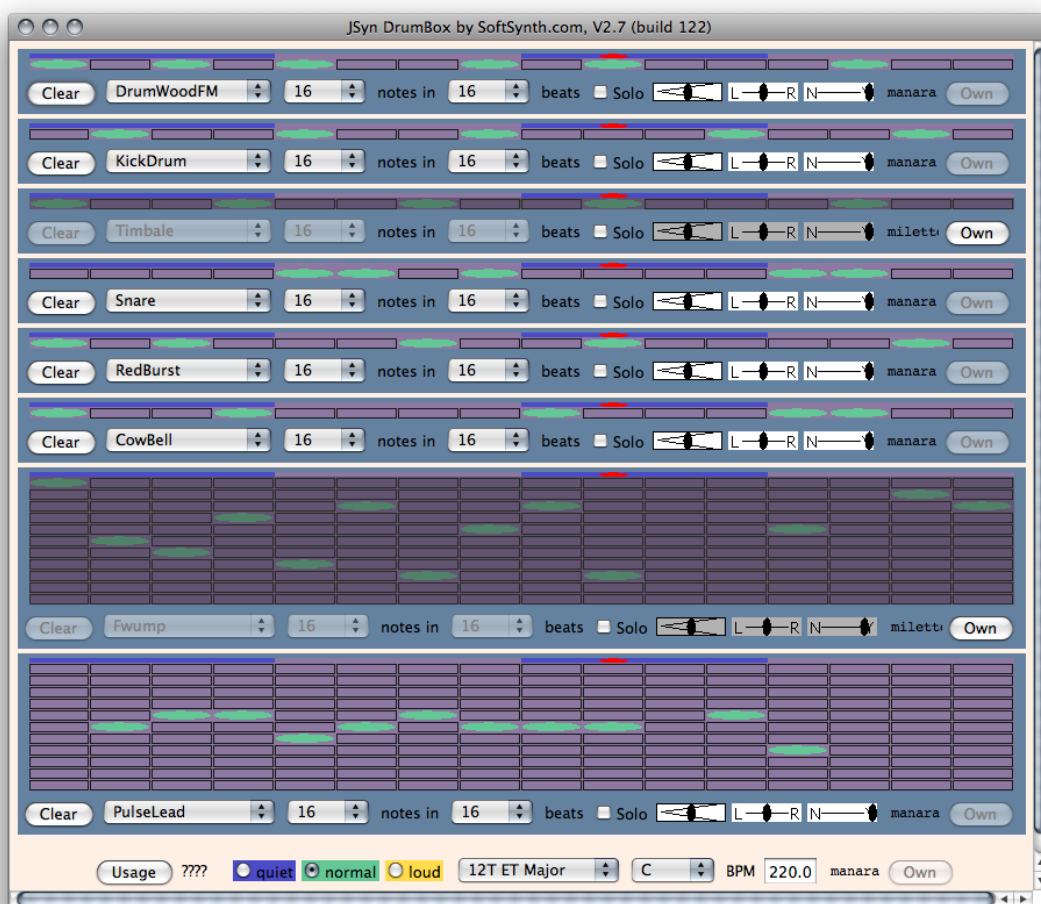 JSyn DrumBox by SoftSynth.com, V2.7 (build 122)
Clear DrumWoodFM 16 notes in 16 beats Solo L R N Y manara Own
Clear KickDrum 16 notes in 16 beats Solo L R N Y manara Own
Clear Timbale 16 notes in 16 beats Solo L R N Y milett Own
Clear Snare 16 notes in 16 beats Solo L R N Y manara Own
Clear RedBurst 16 notes in 16 beats Solo L R N Y manara Own
Clear CowBell 16 notes in 16 beats Solo L R N Y manara Own
Clear Fwump 16 notes in 16 beats Solo L R N Y milett Own
Clear PulseLead 16 notes in 16 beats Solo L R N Y manara Own
Usage ???? quiet normal loud 12T ET Major C BPM 220.0 manara Own